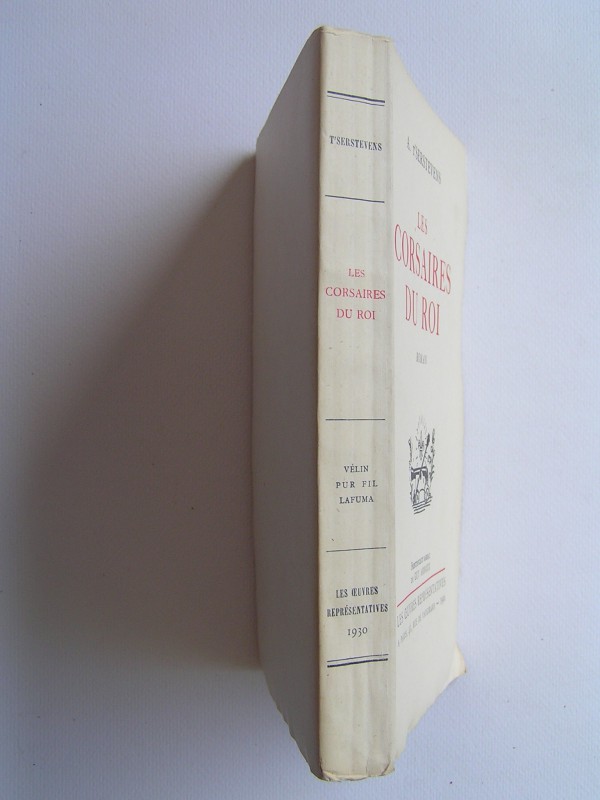 T'SERSTEVENS
LES
CORSAIRES
DU ROI
VÉLIN
PUR FIL
LAFUMA
LES ŒUVRES
REPRÉSENTATIVES
1930
A. T'SERSTEVENS
LES
CORSAIRES
DU ROI
ROMAN
LES ŒUVRES REPRÉSENTATIVES